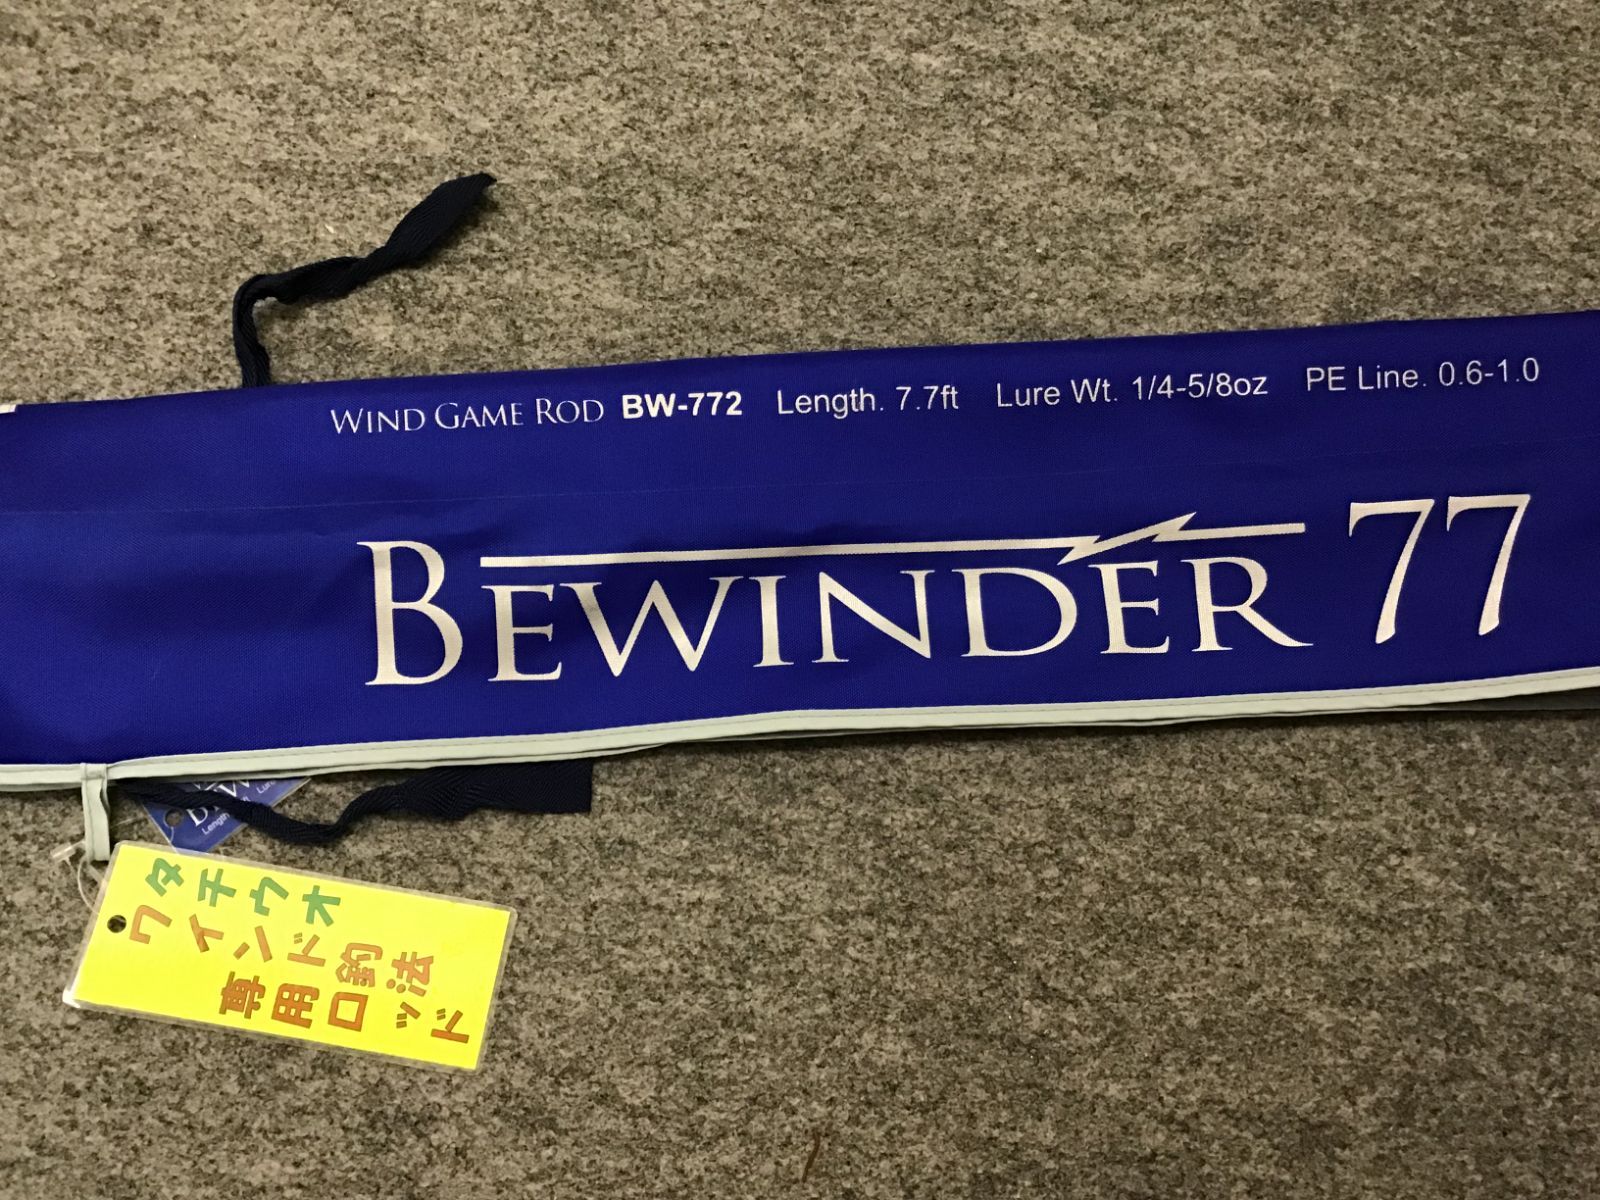 WIND GAME ROD BW-772 Length. 7.7ft Lure Wt. 1/4-5/8oz PE Line. 0.6-1.0
BEWINDER 77
Length
タチウオ
ワインド釣法
専用ロッド